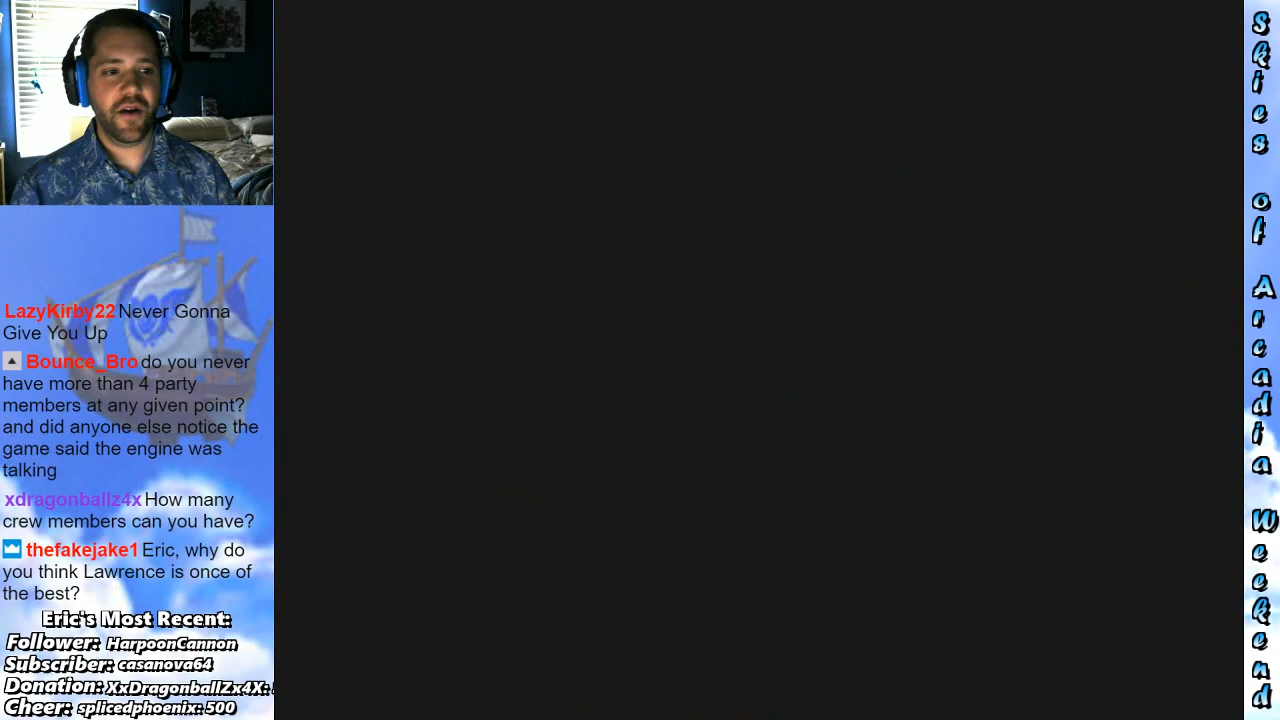 LazyKirby22 Never Gonna
Give You Up
Bounce_Bro do you never
have more than 4 party
members at any given point?
and did anyone else notice the
game said the engine was
talking
xdragonballz4x How many
crew members can you have?
thefakejake1 Eric, why do
you think Lawrence is once of
the best?
Eric's Most Recent:
Follower: HarpoonCannon
Subscriber: casanova64
Donation: XxDragonballZx4X:
Cheer: splicedphoenix: 500
Skies of Arcadia Weekend